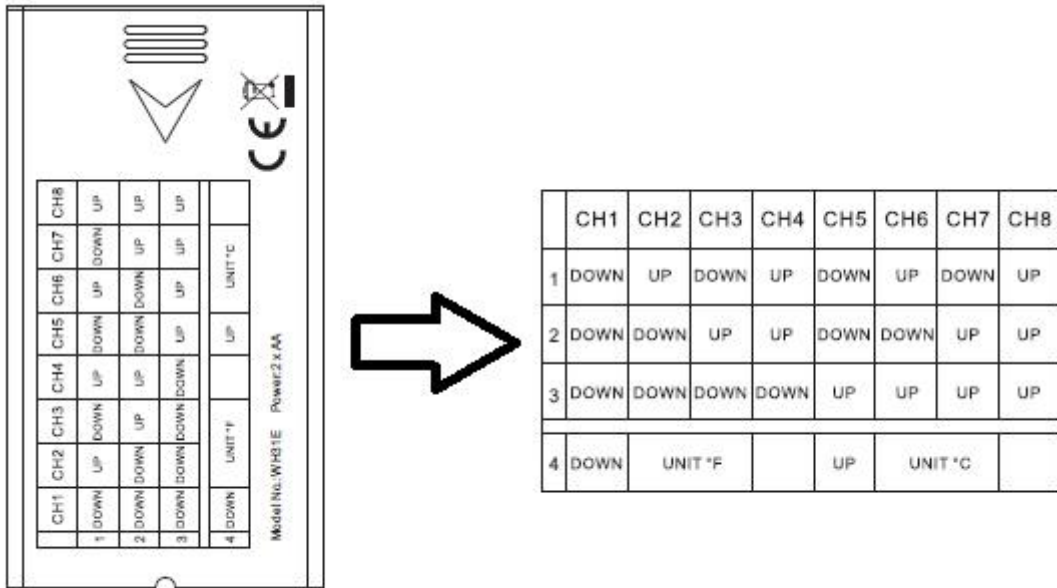 CH1 CH2 CH3 CH4 CH5 CH6 CH7 CH8
1 DOWN UP DOWN UP DOWN UP DOWN UP
2 DOWN DOWN UP UP DOWN DOWN UP UP
3 DOWN DOWN DOWN DOWN UP UP UP UP
4 DOWN UNIT °F UP UNIT °C
Model No.:WH31E Power:2 x AA
CE
CH1 CH2 CH3 CH4 CH5 CH6 CH7 CH8
1 DOWN UP DOWN UP DOWN UP DOWN UP
2 DOWN DOWN UP UP DOWN DOWN UP UP
3 DOWN DOWN DOWN DOWN UP UP UP UP
4 DOWN UNIT °F UP UNIT °C